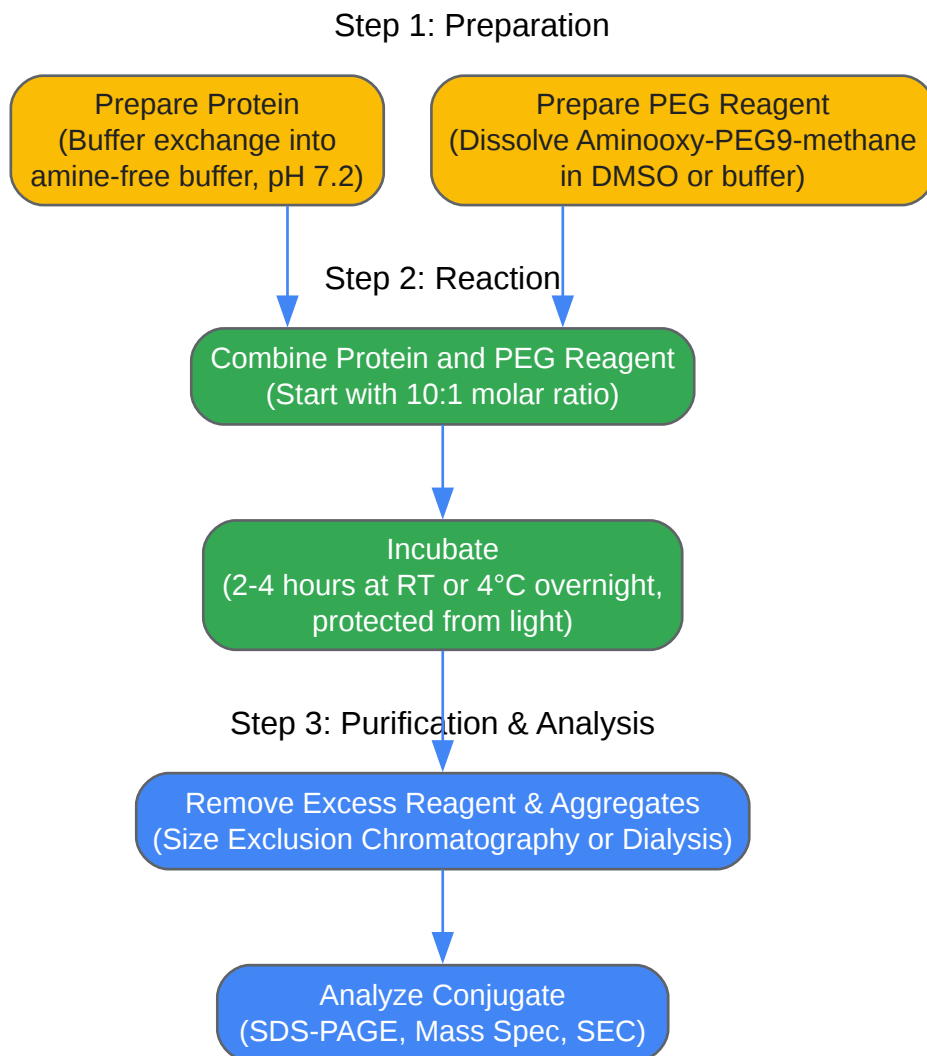 Step 1: Preparation
Prepare Protein
(Buffer exchange into
amine-free buffer, pH 7.2)
Prepare PEG Reagent
(Dissolve Aminooxy-PEG9-methane
in DMSO or buffer)
Step 2: Reaction
Combine Protein and PEG Reagent
(Start with 10:1 molar ratio)
Incubate
(2-4 hours at RT or 4°C overnight,
protected from light)
Step 3: Purification & Analysis
Remove Excess Reagent & Aggregates
(Size Exclusion Chromatography or Dialysis)
Analyze Conjugate
(SDS-PAGE, Mass Spec, SEC)